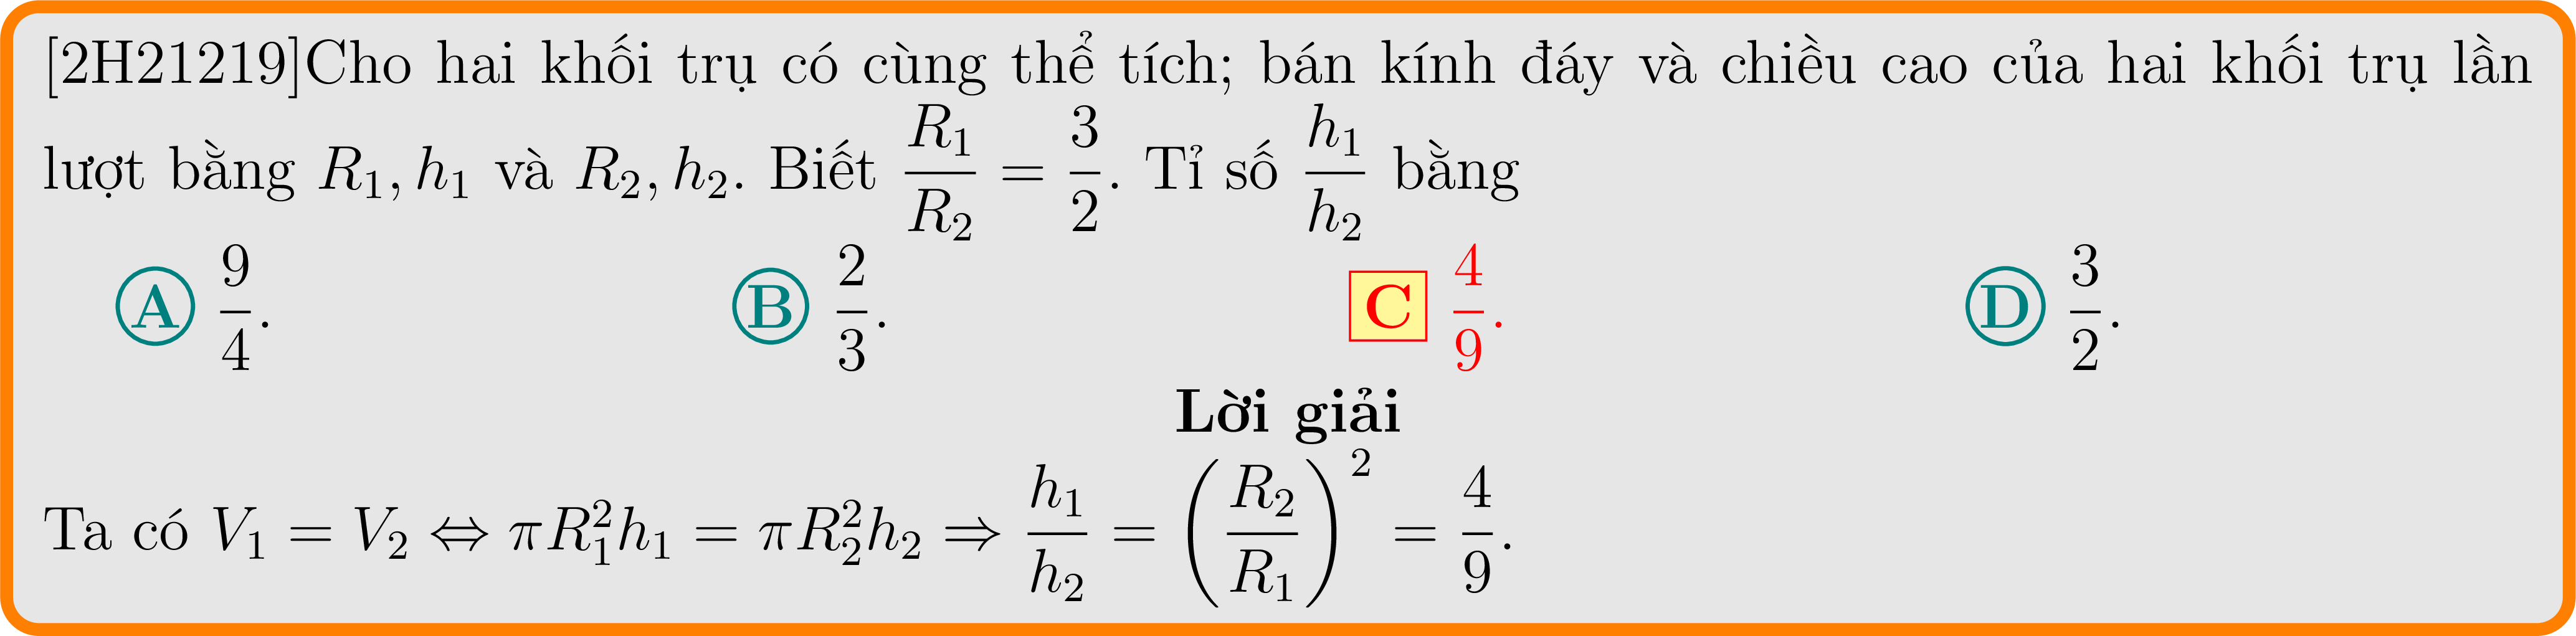 [2H21219]Cho hai khối trụ có cùng thể tích; bán kính đáy và chiều cao của hai khối trụ lần
lượt bằng $R_1, h_1$ và $R_2, h_2$. Biết $\frac{R_1}{R_2} = \frac{3}{2}$. Tỉ số $\frac{h_1}{h_2}$ bằng
A $\frac{9}{4}$. B $\frac{2}{3}$. C $\frac{4}{9}$. D $\frac{3}{2}$.
Lời giải
Ta có $V_1 = V_2 \Leftrightarrow \pi R_1^2 h_1 = \pi R_2^2 h_2 \Rightarrow \frac{h_1}{h_2} = \left(\frac{R_2}{R_1}\right)^2 = \frac{4}{9}$.